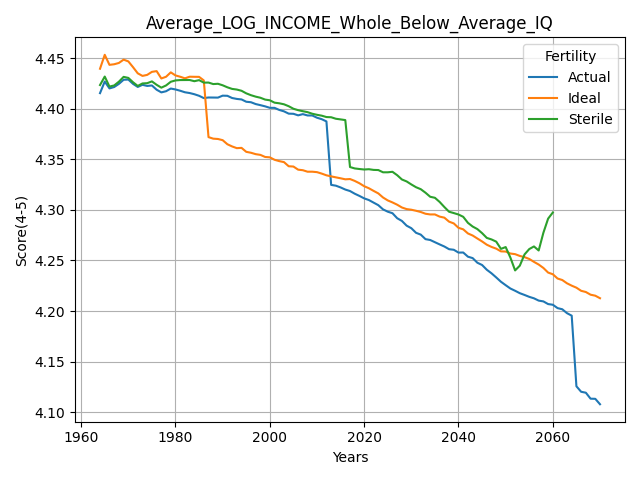 Average_LOG_INCOME_Whole_Below_Average_IQ
Fertility
Actual
Ideal
Sterile
Score(4-5)
4.45
4.40
4.35
4.30
4.25
4.20
4.15
4.10
1960 1980 2000 2020 2040 2060
Years